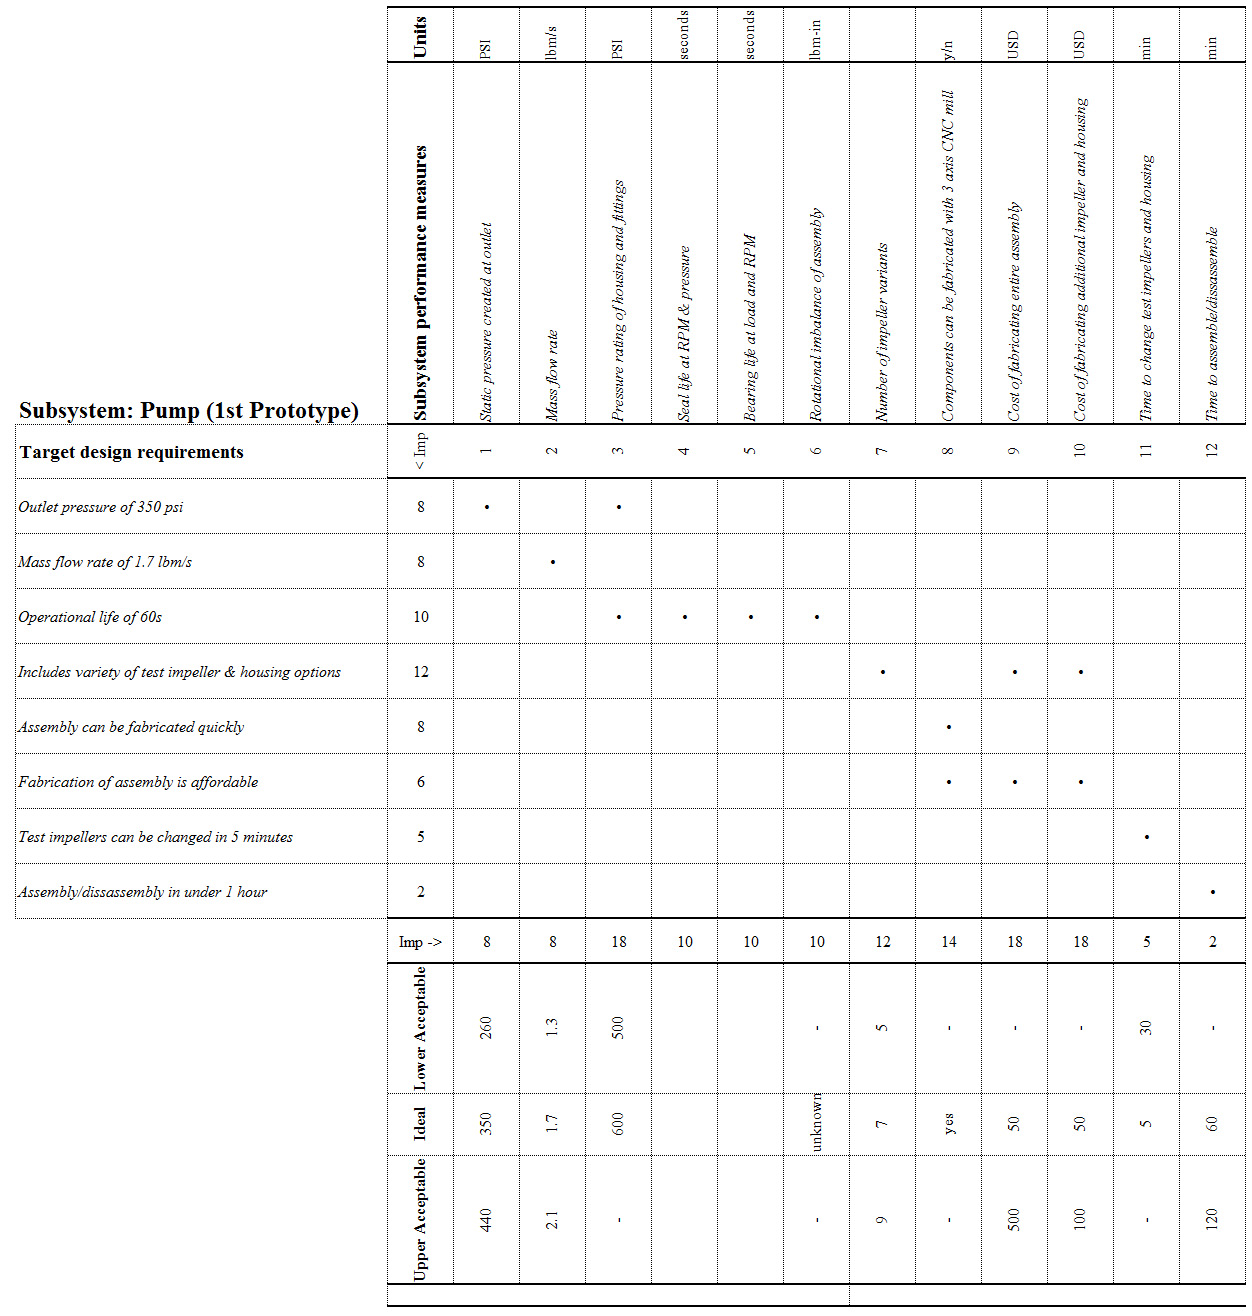 Units PSI lbm/s PSI seconds seconds lbm-in y/n USD USD min min
Subsystem: Pump (1st Prototype) Subsystem performance measures Static pressure created at outlet Mass flow rate Pressure rating of housing and fittings Seal life at RPM & pressure Bearing life at load and RPM Rotational imbalance of assembly Number of impeller variants Components can be fabricated with 3 axis CNC mill Cost of fabricating entire assembly Cost of fabricating additional impeller and housing Time to change test impellers and housing Time to assemble/dissassemble
Target design requirements < Imp 1 2 3 4 5 6 7 8 9 10 11 12
Outlet pressure of 350 psi 8 • •
Mass flow rate of 1.7 lbm/s 8 •
Operational life of 60s 10 • • • •
Includes variety of test impeller & housing options 12 • • •
Assembly can be fabricated quickly 8 •
Fabrication of assembly is affordable 6 • • •
Test impellers can be changed in 5 minutes 5 •
Assembly/dissassembly in under 1 hour 2 •
Imp -> 8 8 18 10 10 10 12 14 18 18 5 2
Lower Acceptable 260 1.3 500 - 5 - - - 30 -
Ideal 350 1.7 600 unknown 7 yes 50 50 5 60
Upper Acceptable 440 2.1 - - 9 - 500 100 - 120